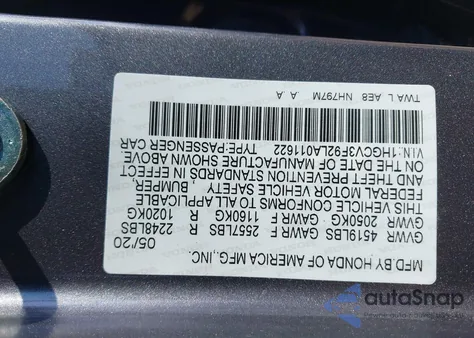 MFD.BY HONDA OF AMERICA MFG.,INC.
05/20
GVWR 4519LBS GAWR F 2557LBS R 2248LBS
GVWR 2050KG GAWR F 1160KG R 1020KG
THIS VEHICLE CONFORMS TO ALL APPLICABLE
FEDERAL MOTOR VEHICLE SAFETY , BUMPER,
AND THEFT PREVENTION STANDARDS IN EFFECT
ON THE DATE OF MANUFACTURE SHOWN ABOVE
VIN:1HGCV3F92LA011622 TYPE:PASSENGER CAR
.A .A
TWA L AE8 NH797M
autoSnap